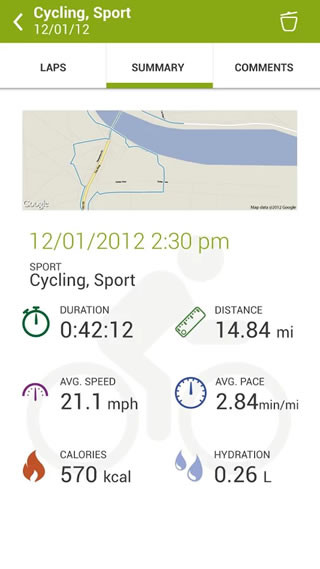 Cycling, Sport
12/01/12
LAPS
SUMMARY
COMMENTS
Google
Map data ©2012 Google
12/01/2012 2:30 pm
SPORT
Cycling, Sport
DURATION
0:42:12
DISTANCE
14.84 mi
AVG. SPEED
21.1 mph
AVG. PACE
2.84min/mi
CALORIES
570 kcal
HYDRATION
0.26 L